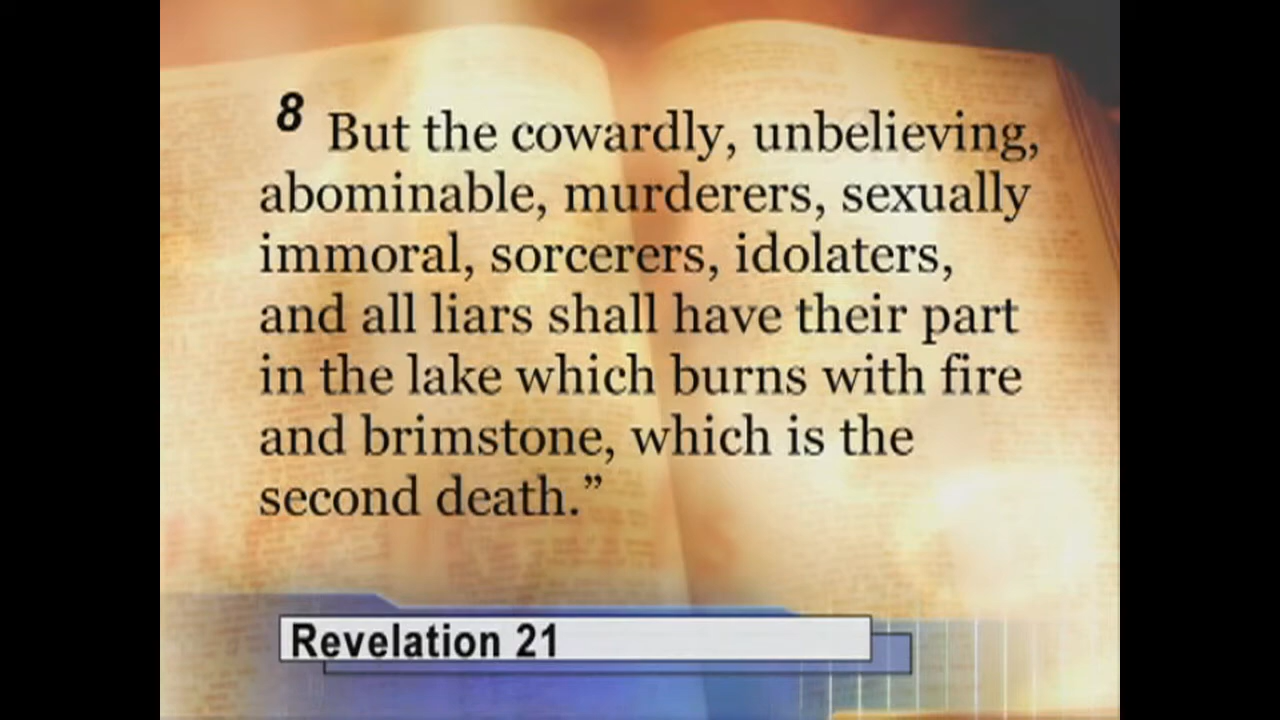 8 But the cowardly, unbelieving,
abominable, murderers, sexually
immoral, sorcerers, idolaters,
and all liars shall have their part
in the lake which burns with fire
and brimstone, which is the
second death.”
Revelation 21